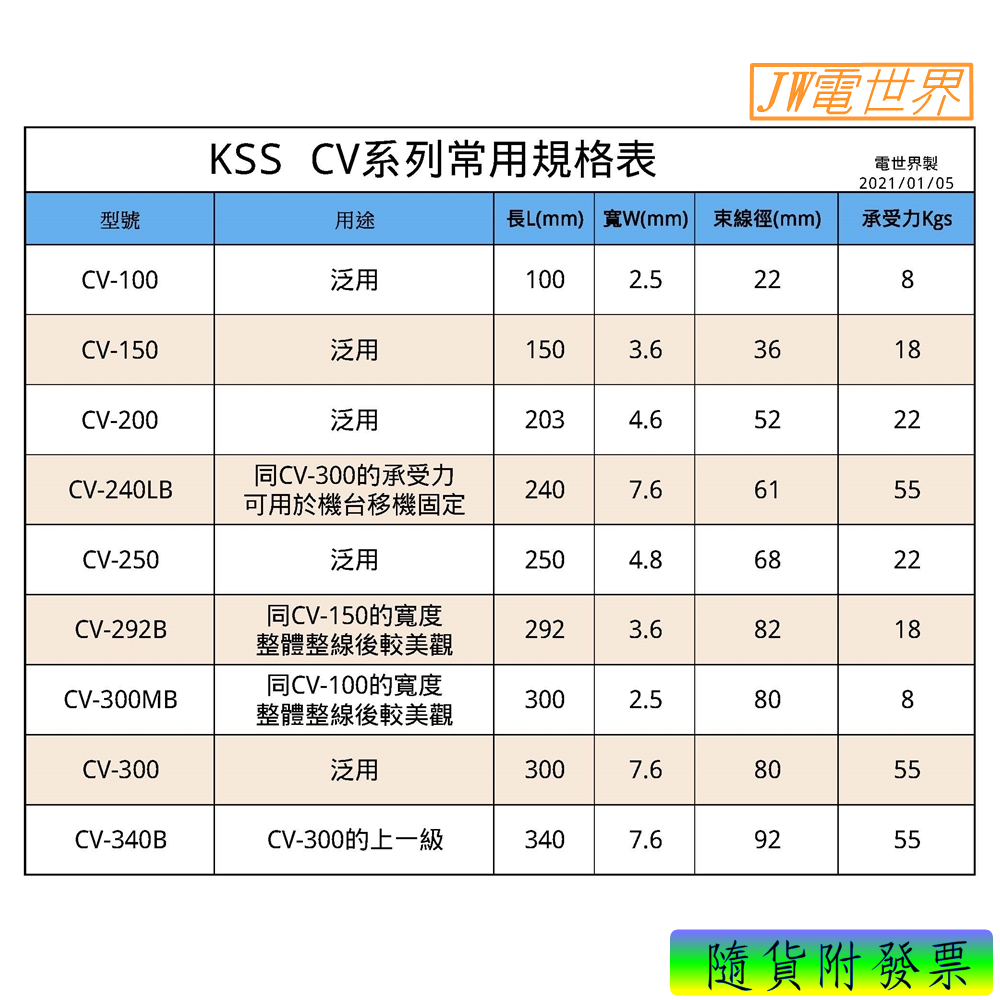 JW電世界
KSS CV系列常用規格表
電世界製
2021/01/05
型號 用途 長L(mm) 寬W(mm) 束線徑(mm) 承受力Kgs
CV-100 泛用 100 2.5 22 8
CV-150 泛用 150 3.6 36 18
CV-200 泛用 203 4.6 52 22
CV-240LB 同CV-300的承受力 240 7.6 61 55
可用於機台移機固定
CV-250 泛用 250 4.8 68 22
CV-292B 同CV-150的寬度 292 3.6 82 18
整體整線後較美觀
CV-300MB 同CV-100的寬度 300 2.5 80 8
整體整線後較美觀
CV-300 泛用 300 7.6 80 55
CV-340B CV-300的上一級 340 7.6 92 55
隨貨附發票